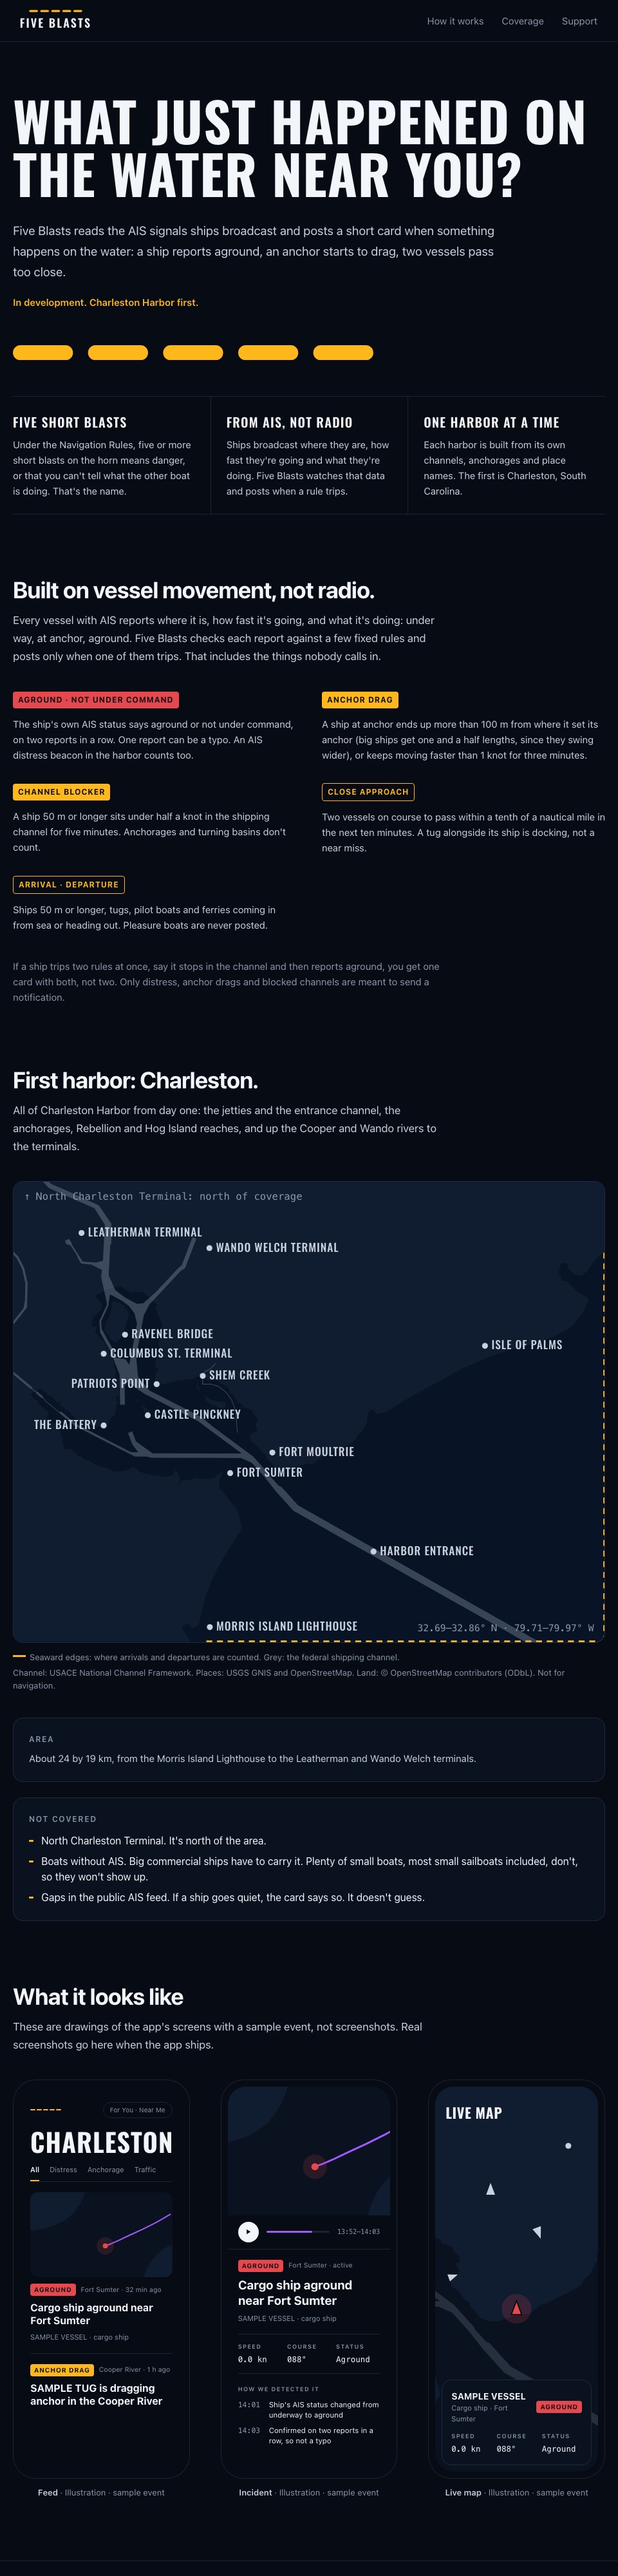 FIVE BLASTS
How it works
Coverage
Support
WHAT JUST HAPPENED ON
THE WATER NEAR YOU?
Five Blasts reads the AIS signals ships broadcast and posts a short card when something
happens on the water: a ship reports aground, an anchor starts to drag, two vessels pass
too close.
In development. Charleston Harbor first.
FIVE SHORT BLASTS
Under the Navigation Rules, five or more
short blasts on the horn means danger,
or that you can't tell what the other boat
is doing. That's the name.
FROM AIS, NOT RADIO
Ships broadcast where they are, how
fast they're going and what they're
doing. Five Blasts watches that data
and posts when a rule trips.
ONE HARBOR AT A TIME
Each harbor is built from its own
channels, anchorages and place
names. The first is Charleston, South
Carolina.
Built on vessel movement, not radio.
Every vessel with AIS reports where it is, how fast it's going, and what it's doing: under
way, at anchor, aground. Five Blasts checks each report against a few fixed rules and
posts only when one of them trips. That includes the things nobody calls in.
AGROUND · NOT UNDER COMMAND
The ship's own AIS status says aground or not under command,
on two reports in a row. One report can be a typo. An AIS
distress beacon in the harbor counts too.
ANCHOR DRAG
A ship at anchor ends up more than 100 m from where it set its
anchor (big ships get one and a half lengths, since they swing
wider), or keeps moving faster than 1 knot for three minutes.
CHANNEL BLOCKER
A ship 50 m or longer sits under half a knot in the shipping
channel for five minutes. Anchorages and turning basins don't
count.
CLOSE APPROACH
Two vessels on course to pass within a tenth of a nautical mile in
the next ten minutes. A tug alongside its ship is docking, not a
near miss.
ARRIVAL · DEPARTURE
Ships 50 m or longer, tugs, pilot boats and ferries coming in
from sea or heading out. Pleasure boats are never posted.
If a ship trips two rules at once, say it stops in the channel and then reports aground, you get one
card with both, not two. Only distress, anchor drags and blocked channels are meant to send a
notification.
First harbor: Charleston.
All of Charleston Harbor from day one: the jetties and the entrance channel, the
anchorages, Rebellion and Hog Island reaches, and up the Cooper and Wando rivers to
the terminals.
↑ North Charleston Terminal: north of coverage
LEATHERMAN TERMINAL
WANDO WELCH TERMINAL
RAVENEL BRIDGE
ISLE OF PALMS
COLUMBUS ST. TERMINAL
SHEM CREEK
PATRIOTS POINT
CASTLE PINCKNEY
THE BATTERY
FORT MOULTRIE
FORT SUMTER
HARBOR ENTRANCE
MORRIS ISLAND LIGHTHOUSE
32.69–32.86° N · 79.71–79.97° W
Seaward edges: where arrivals and departures are counted. Grey: the federal shipping channel.
Channel: USACE National Channel Framework. Places: USGS GNIS and OpenStreetMap. Land: © OpenStreetMap contributors (ODbL). Not for
navigation.
AREA
About 24 by 19 km, from the Morris Island Lighthouse to the Leatherman and Wando Welch terminals.
NOT COVERED
North Charleston Terminal. It's north of the area.
Boats without AIS. Big commercial ships have to carry it. Plenty of small boats, most small sailboats included, don't,
so they won't show up.
Gaps in the public AIS feed. If a ship goes quiet, the card says so. It doesn't guess.
What it looks like
These are drawings of the app's screens with a sample event, not screenshots. Real
screenshots go here when the app ships.
For You · Near Me
CHARLESTON
All
Distress
Anchorage
Traffic
AGROUND
Fort Sumter · 32 min ago
Cargo ship aground near
Fort Sumter
SAMPLE VESSEL · cargo ship
ANCHOR DRAG
Cooper River · 1 h ago
SAMPLE TUG is dragging
anchor in the Cooper River
Feed · Illustration · sample event
13:52–14:03
AGROUND
Fort Sumter · active
Cargo ship aground
near Fort Sumter
SAMPLE VESSEL · cargo ship
SPEED
COURSE
STATUS
0.0 kn
088°
Aground
HOW WE DETECTED IT
14:01
Ship's AIS status changed from
underway to aground
14:03
Confirmed on two reports in a
row, so not a typo
Incident · Illustration · sample event
LIVE MAP
SAMPLE VESSEL
Cargo ship · Fort
Sumter
AGROUND
SPEED
COURSE
STATUS
0.0 kn
088°
Aground
Live map · Illustration · sample event